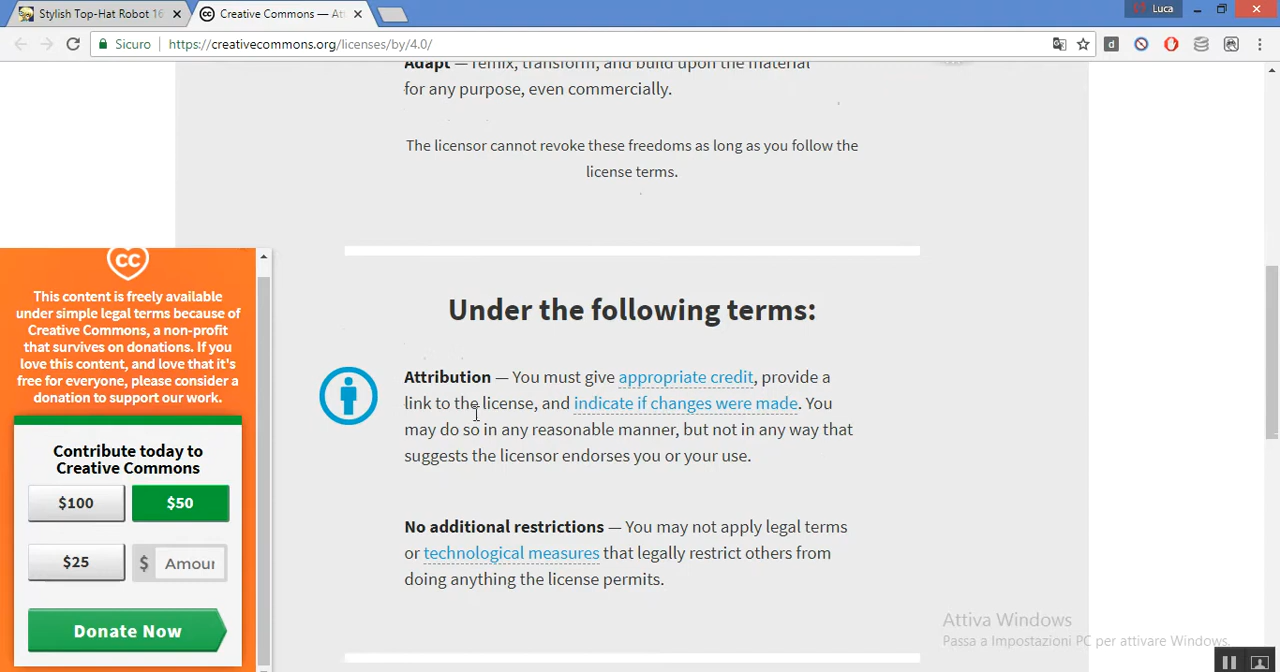 Stylish Top-Hat Robot 16
Creative Commons — At
Luca
Sicuro
https://creativecommons.org/licenses/by/4.0/
Adapt — remix, transform, and build upon the material
for any purpose, even commercially.
The licensor cannot revoke these freedoms as long as you follow the
license terms.
Under the following terms:
Attribution — You must give appropriate credit, provide a
link to the license, and indicate if changes were made. You
may do so in any reasonable manner, but not in any way that
suggests the licensor endorses you or your use.
No additional restrictions — You may not apply legal terms
or technological measures that legally restrict others from
doing anything the license permits.
cc
This content is freely available
under simple legal terms because of
Creative Commons, a non-profit
that survives on donations. If you
love this content, and love that it's
free for everyone, please consider a
donation to support our work.
Contribute today to
Creative Commons
$100
$50
$25
$ Amour
Donate Now
Attiva Windows
Passa a Impostazioni PC per attivare Windows.